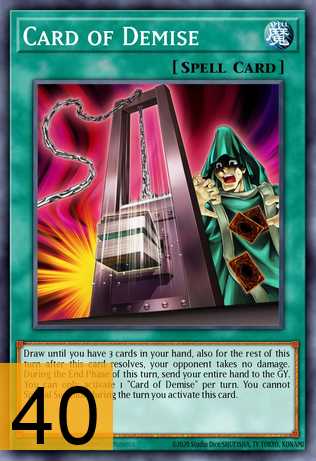 CARD OF DEMISE
魔
[SPELL CARD]
Draw until you have 3 cards in your hand, also for the rest of this
turn after this card resolves, your opponent takes no damage.
During the End Phase of this turn, send your entire hand to the GY.
You can only activate 1 "Card of Demise" per turn. You cannot
Special Summon during the turn you activate this card.
40
©2020 Studio Dice/SHUEISHA, TV TOKYO, KONAMI